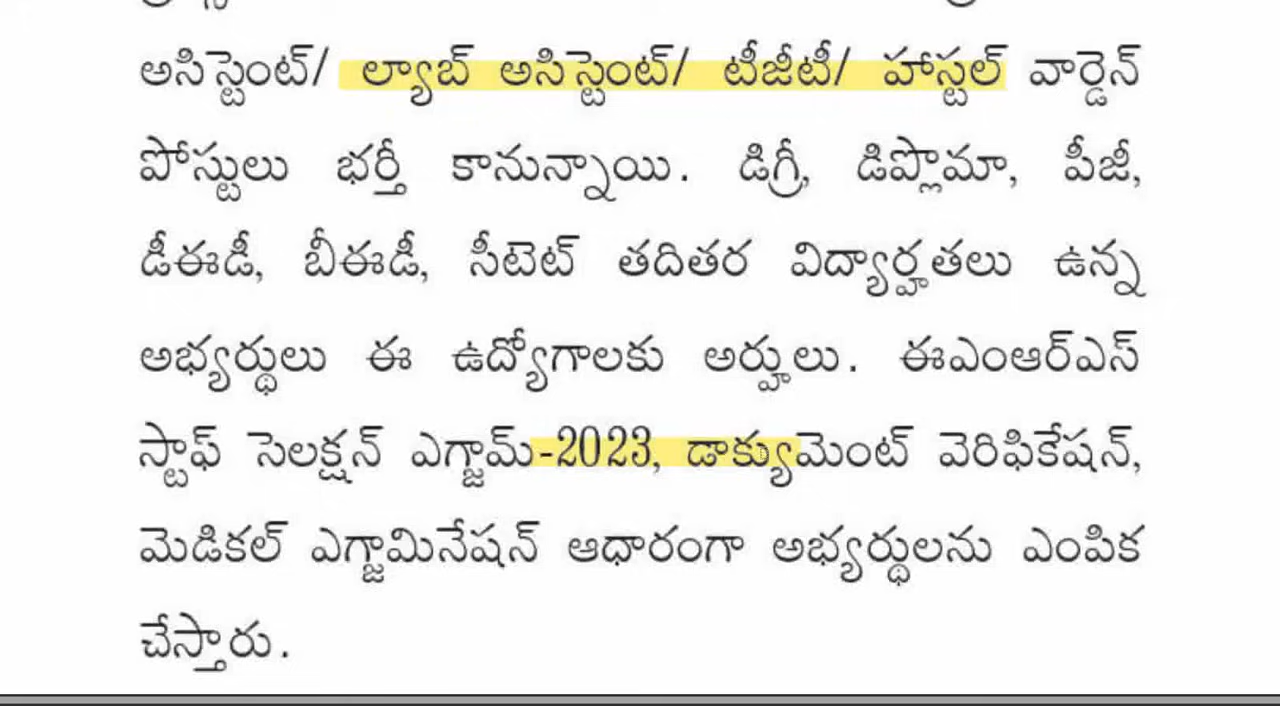 అసిస్టెంట్/ ల్యాబ్ అసిస్టెంట్/ టీజీటీ/ హాస్టల్ వార్డెన్
పోస్టులు భర్తీ కానున్నాయి. డిగ్రీ, డిప్లొమా, పీజీ,
డీఈడీ, బీఈడీ, సీటెట్ తదితర విద్యార్హతలు ఉన్న
అభ్యర్థులు ఈ ఉద్యోగాలకు అర్హులు. ఈఎంఆర్ఎస్
స్టాఫ్ సెలక్షన్ ఎగ్జామ్-2023, డాక్యుమెంట్ వెరిఫికేషన్,
మెడికల్ ఎగ్జామినేషన్ ఆధారంగా అభ్యర్థులను ఎంపిక
చేస్తారు.